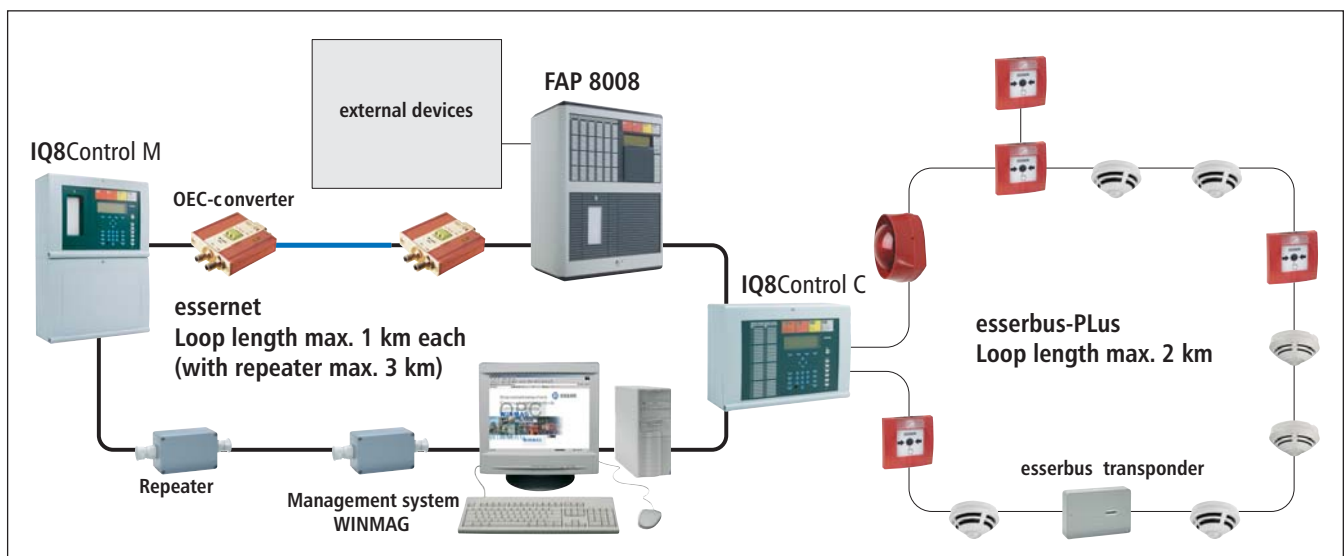 FAP 8008
external devices
IQ8Control M
OEC-converter
IQ8Control C
essernet
Loop length max. 1 km each
(with repeater max. 3 km)
esserbus-PLus
Loop length max. 2 km
Repeater
Management system
WINMAG
esserbus transponder